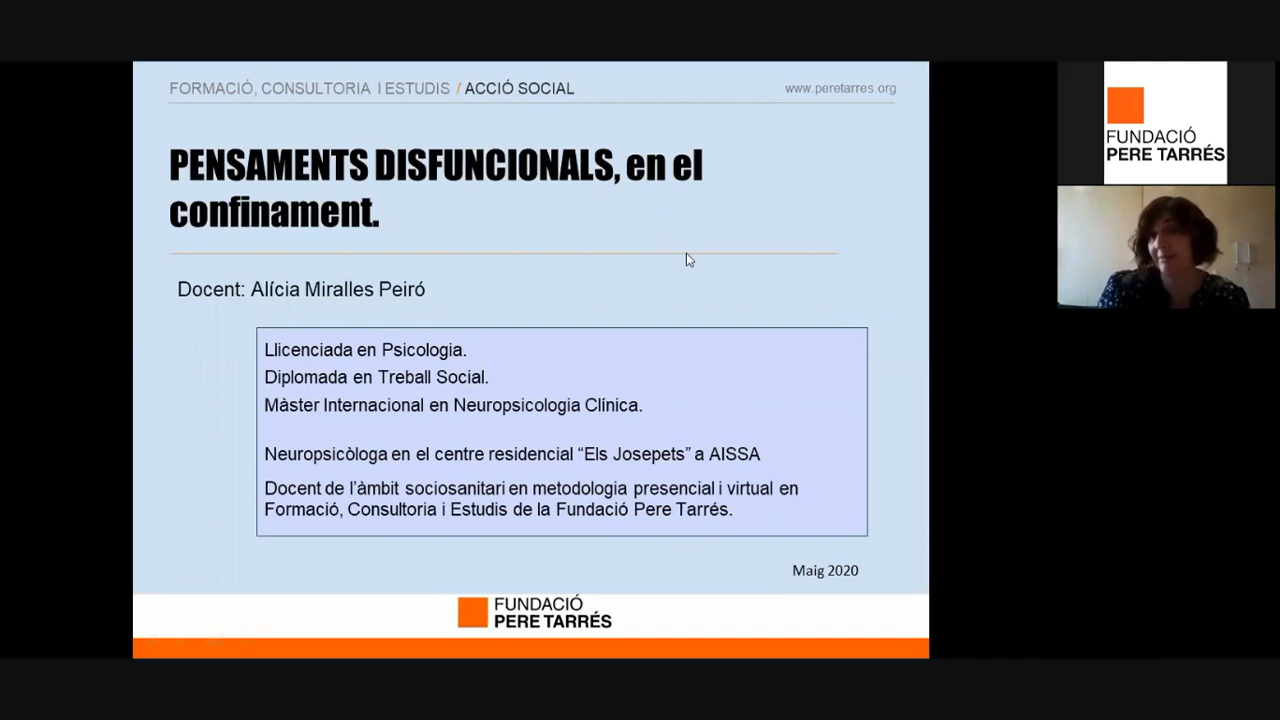 FORMACIÓ, CONSULTORIA I ESTUDIS / ACCIÓ SOCIAL
www.peretarres.org
PENSAMENTS DISFUNCIONALS, en el
confinament.
Docent: Alícia Miralles Peiró
Llicenciada en Psicologia.
Diplomada en Treball Social.
Màster Internacional en Neuropsicologia Clínica.
Neuropsicòloga en el centre residencial “Els Josepets” a AISSA
Docent de l’àmbit sociosanitari en metodologia presencial i virtual en
Formació, Consultoria i Estudis de la Fundació Pere Tarrés.
Maig 2020
FUNDACIÓ
PERE TARRÉS
FUNDACIÓ
PERE TARRÉS